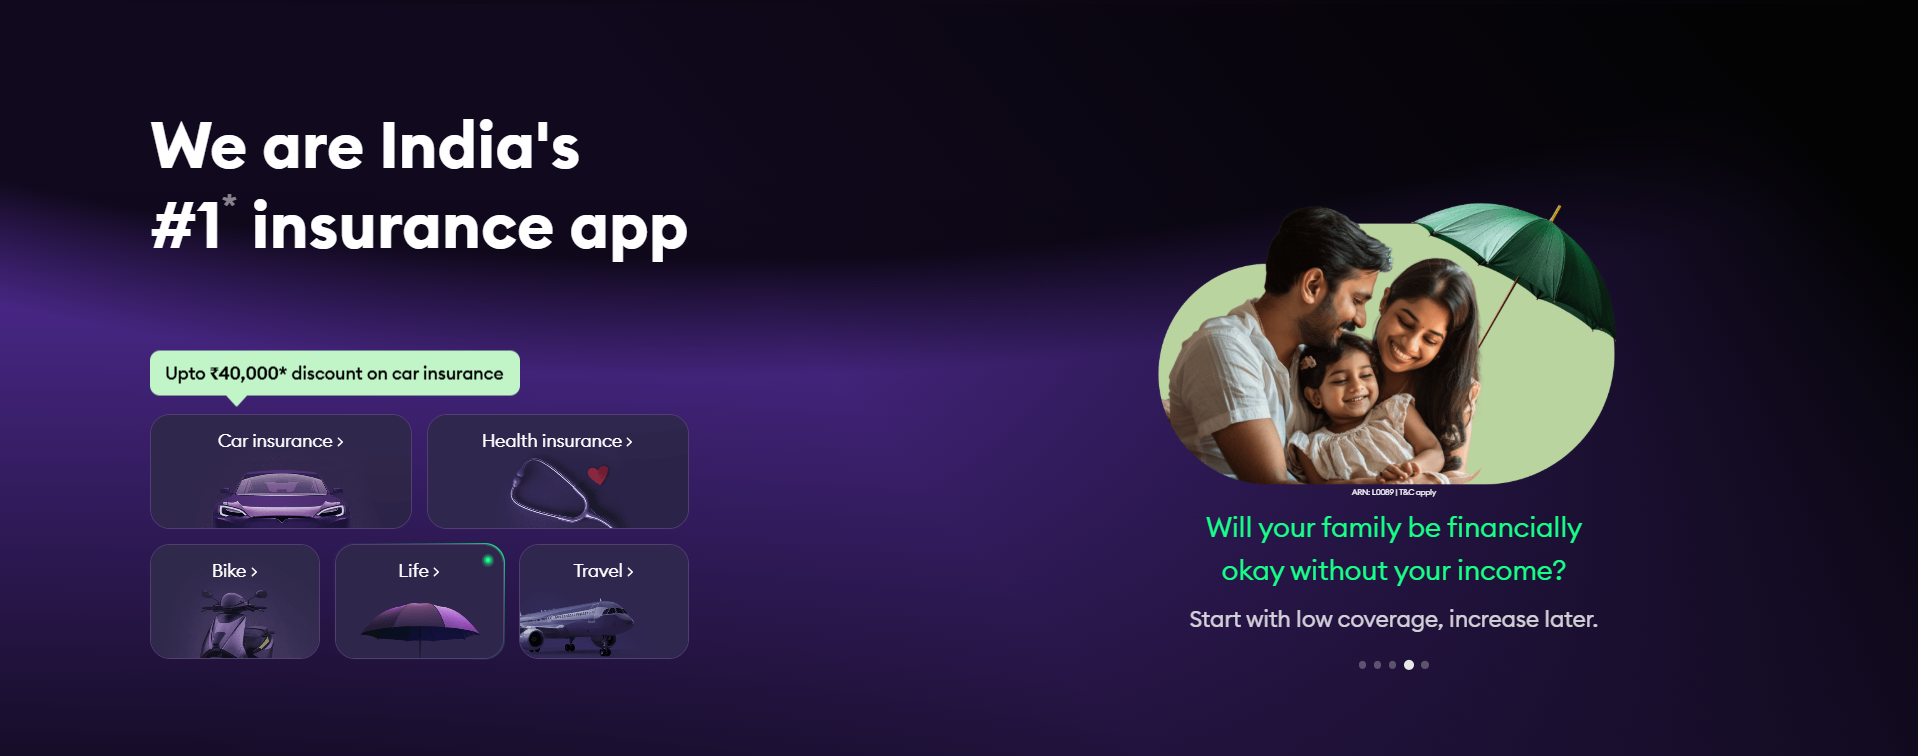 We are India's
#1* insurance app
Upto ₹40,000* discount on car insurance
Car insurance >
Health insurance >
Bike >
Life >
Travel >
ARN: L0089 | T&C apply
Will your family be financially
okay without your income?
Start with low coverage, increase later.